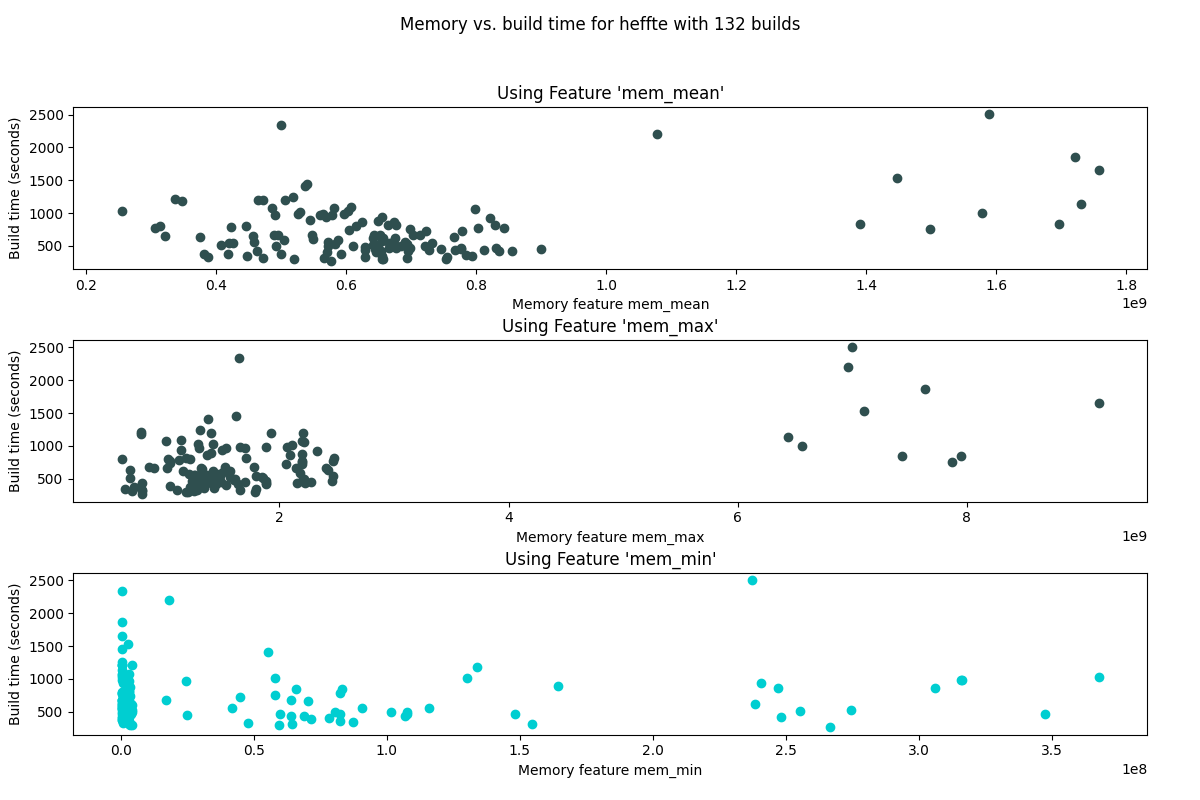 Memory vs. build time for heffte with 132 builds
Using Feature 'mem_mean'
Build time (seconds)
2500
2000
1500
1000
500
0.2 0.4 0.6 0.8 1.0 1.2 1.4 1.6 1.8
1e9
Memory feature mem_mean
Using Feature 'mem_max'
Build time (seconds)
2500
2000
1500
1000
500
2 4 6 8
1e9
Memory feature mem_max
Using Feature 'mem_min'
Build time (seconds)
2500
2000
1500
1000
500
0.0 0.5 1.0 1.5 2.0 2.5 3.0 3.5
1e8
Memory feature mem_min